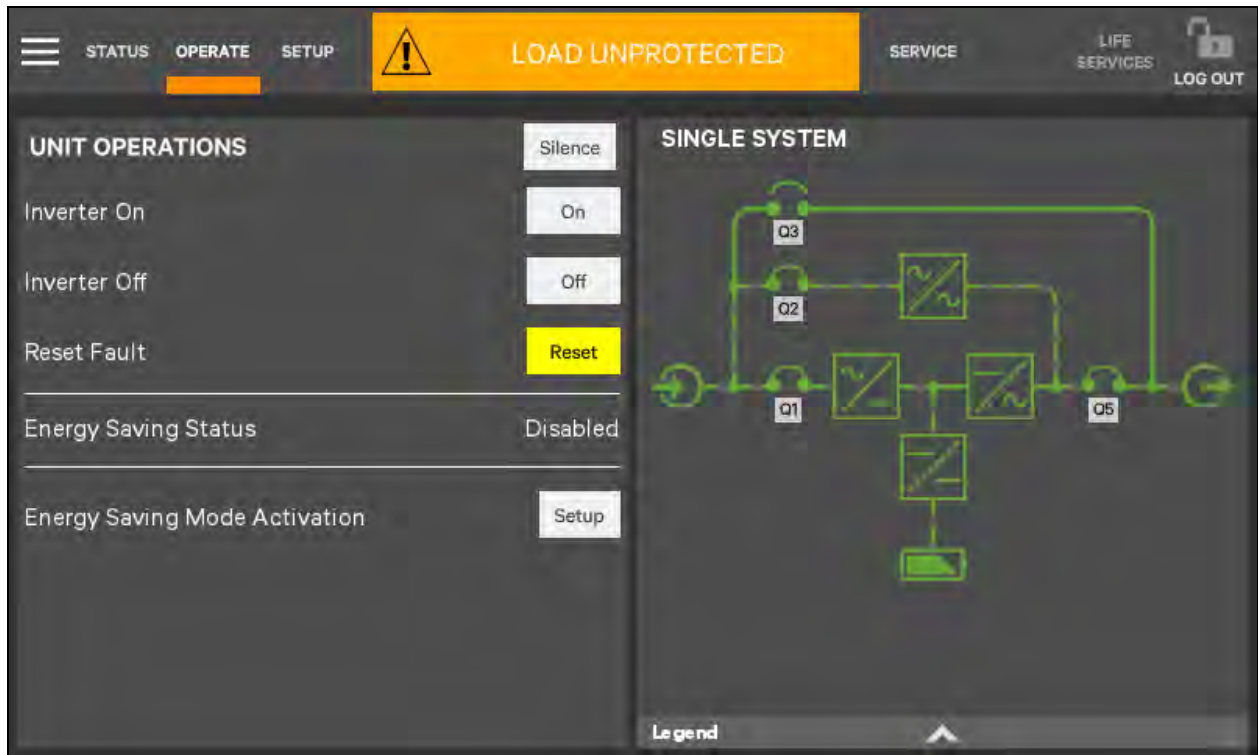 STATUS OPERATE SETUP LOAD UNPROTECTED SERVICE LIFE SERVICES LOG OUT
UNIT OPERATIONS Silence
Inverter On On
Inverter Off Off
Reset Fault Reset
Energy Saving Status Disabled
Energy Saving Mode Activation Setup
SINGLE SYSTEM
Q3
Q2
Q1 Q5
Legend